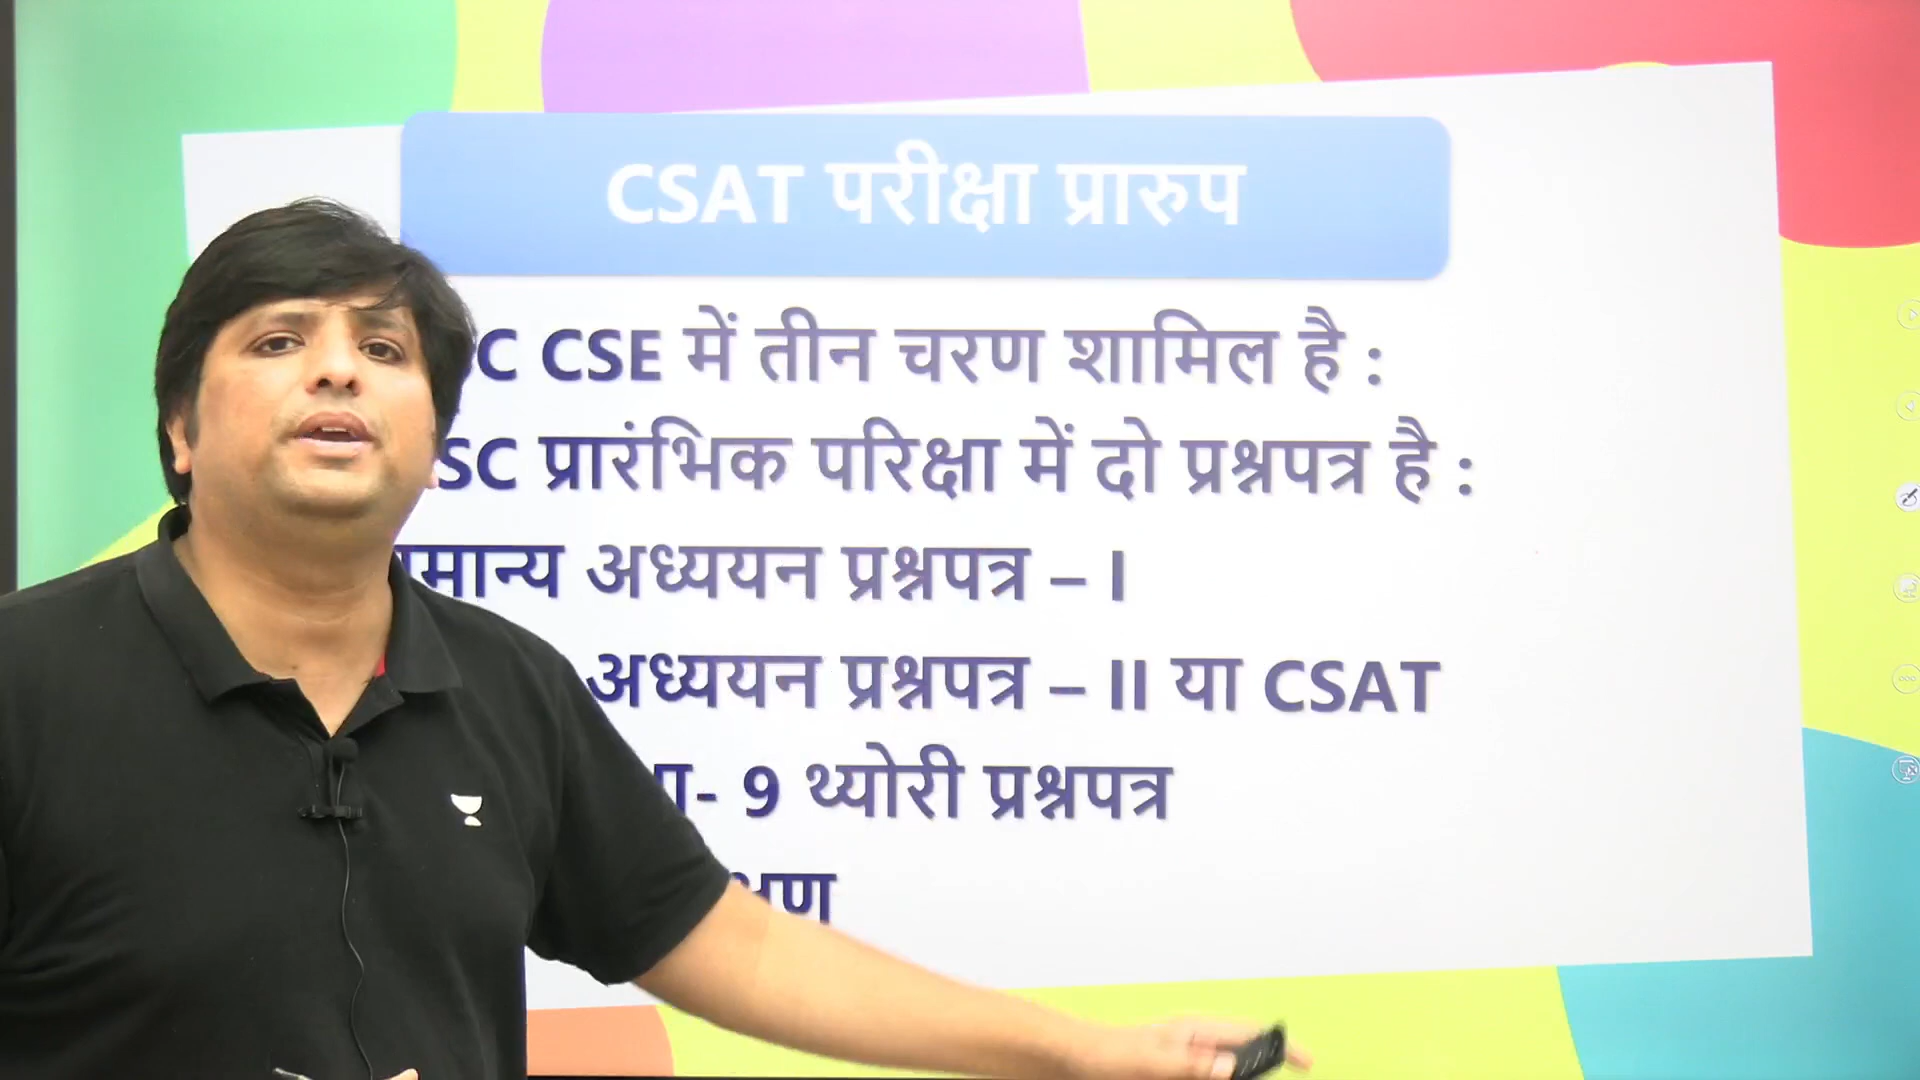 CSAT परीक्षा प्रारुप
CSE में तीन चरण शामिल है :
प्रारंभिक परिक्षा में दो प्रश्नपत्र है :
अध्ययन प्रश्नपत्र – I
अध्ययन प्रश्नपत्र – II या CSAT
9 थ्योरी प्रश्नपत्र